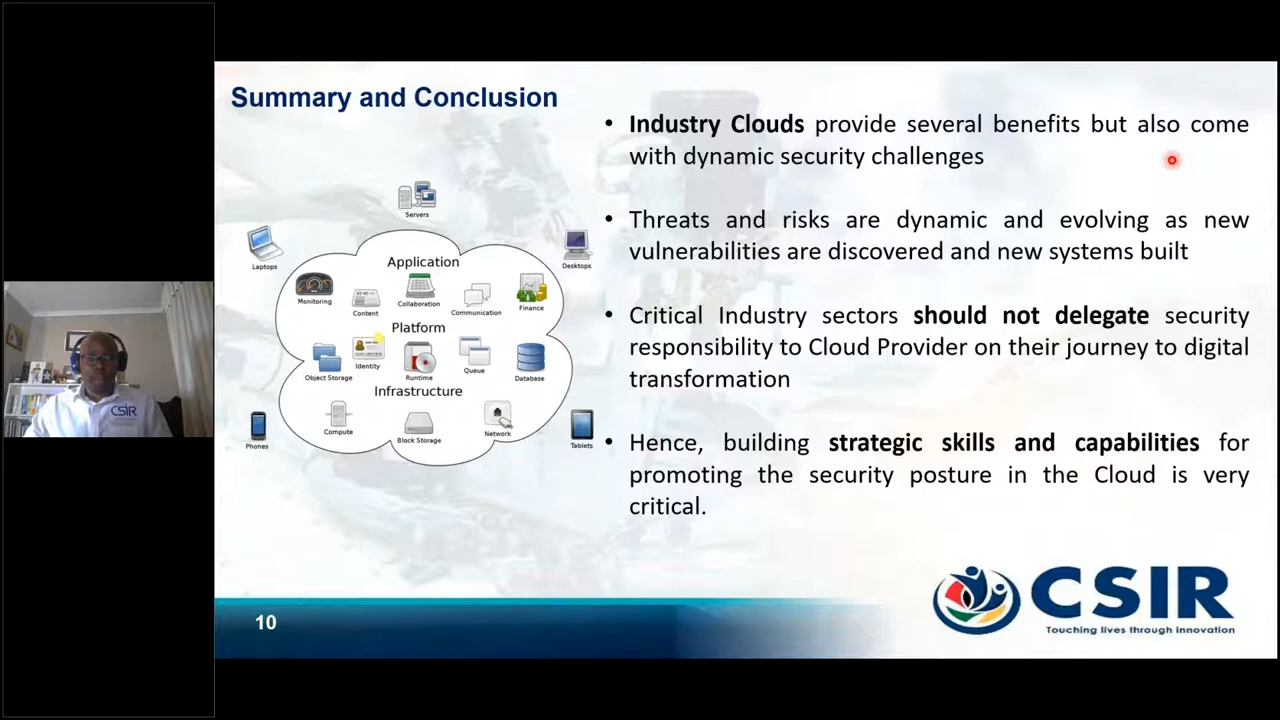 Summary and Conclusion
Servers
Laptops
Desktops
Application
Monitoring
Content
Collaboration
Communication
Finance
Platform
Object Storage
Identity
Runtime
Queue
Database
Infrastructure
Compute
Block Storage
Network
Phones
Tablets
• Industry Clouds provide several benefits but also come
with dynamic security challenges
• Threats and risks are dynamic and evolving as new
vulnerabilities are discovered and new systems built
• Critical Industry sectors should not delegate security
responsibility to Cloud Provider on their journey to digital
transformation
• Hence, building strategic skills and capabilities for
promoting the security posture in the Cloud is very
critical.
CSIR
10
CSIR
Touching lives through innovation